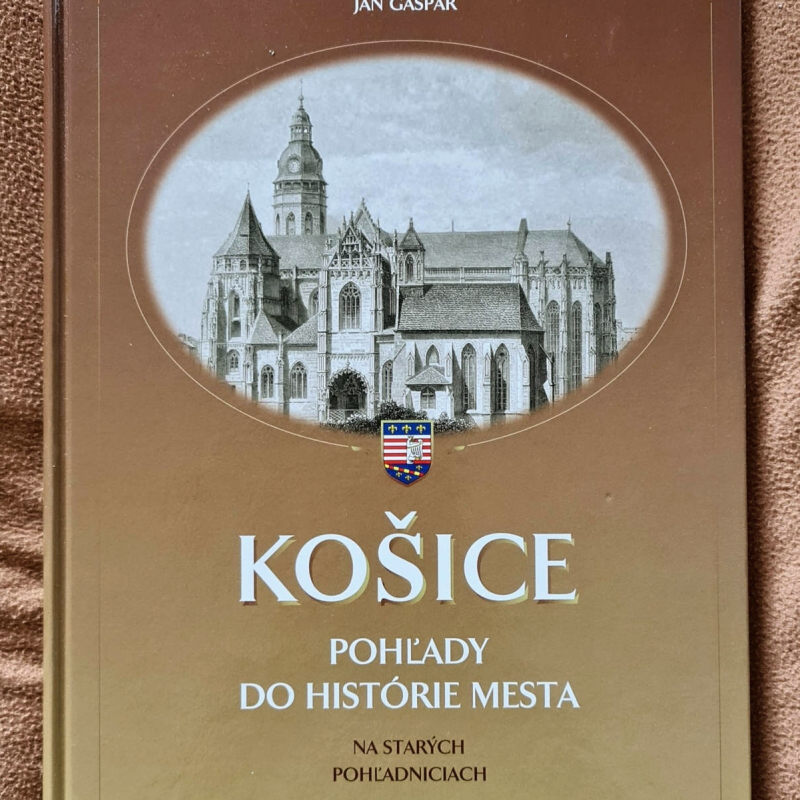 JÁN GAŠPAR
KOŠICE
POHĽADY
DO HISTÓRIE MESTA
NA STARÝCH
POHĽADNICIACH